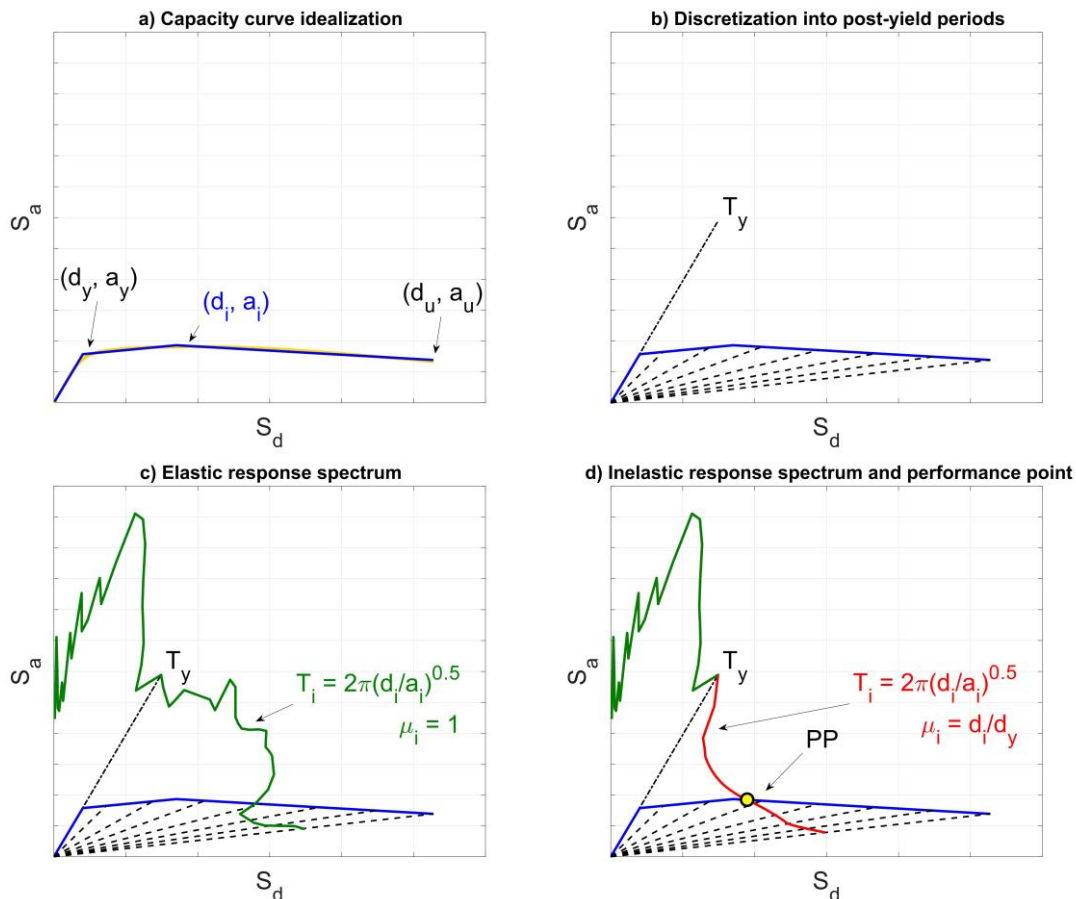 a) Capacity curve idealization
S_a
(d_y, a_y)
(d_i, a_i)
(d_u, a_u)
S_d
b) Discretization into post-yield periods
S_a
T_y
S_d
c) Elastic response spectrum
S_a
T_y
T_i = 2π(d_i/a_i)^0.5
μ_i = 1
S_d
d) Inelastic response spectrum and performance point
S_a
T_y
T_i = 2π(d_i/a_i)^0.5
μ_i = d_i/d_y
PP
S_d